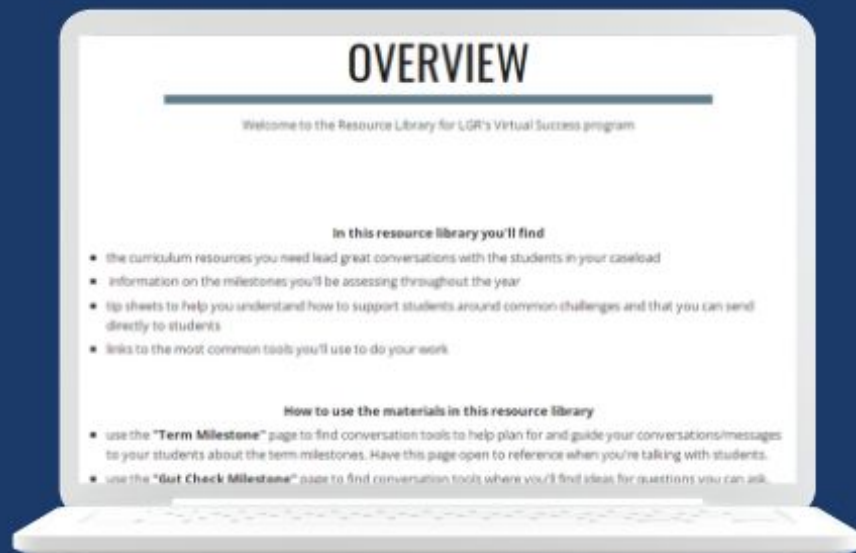 OVERVIEW
Welcome to the Resource Library for LGR's Virtual Success program
In this resource library you'll find
• the curriculum resources you need lead great conversations with the students in your caseload
• information on the milestones you'll be assessing throughout the year
• tip sheets to help you understand how to support students around common challenges and that you can send
directly to students
• links to the most common tools you'll use to do your work
How to use the materials in this resource library
• use the "Term Milestone" page to find conversation tools to help plan for and guide your conversations/messages
to your students about the term milestones. Have this page open to reference when you're talking with students.
• use the "Gut Check Milestone" page to find conversation tools where you'll find ideas for questions you can ask